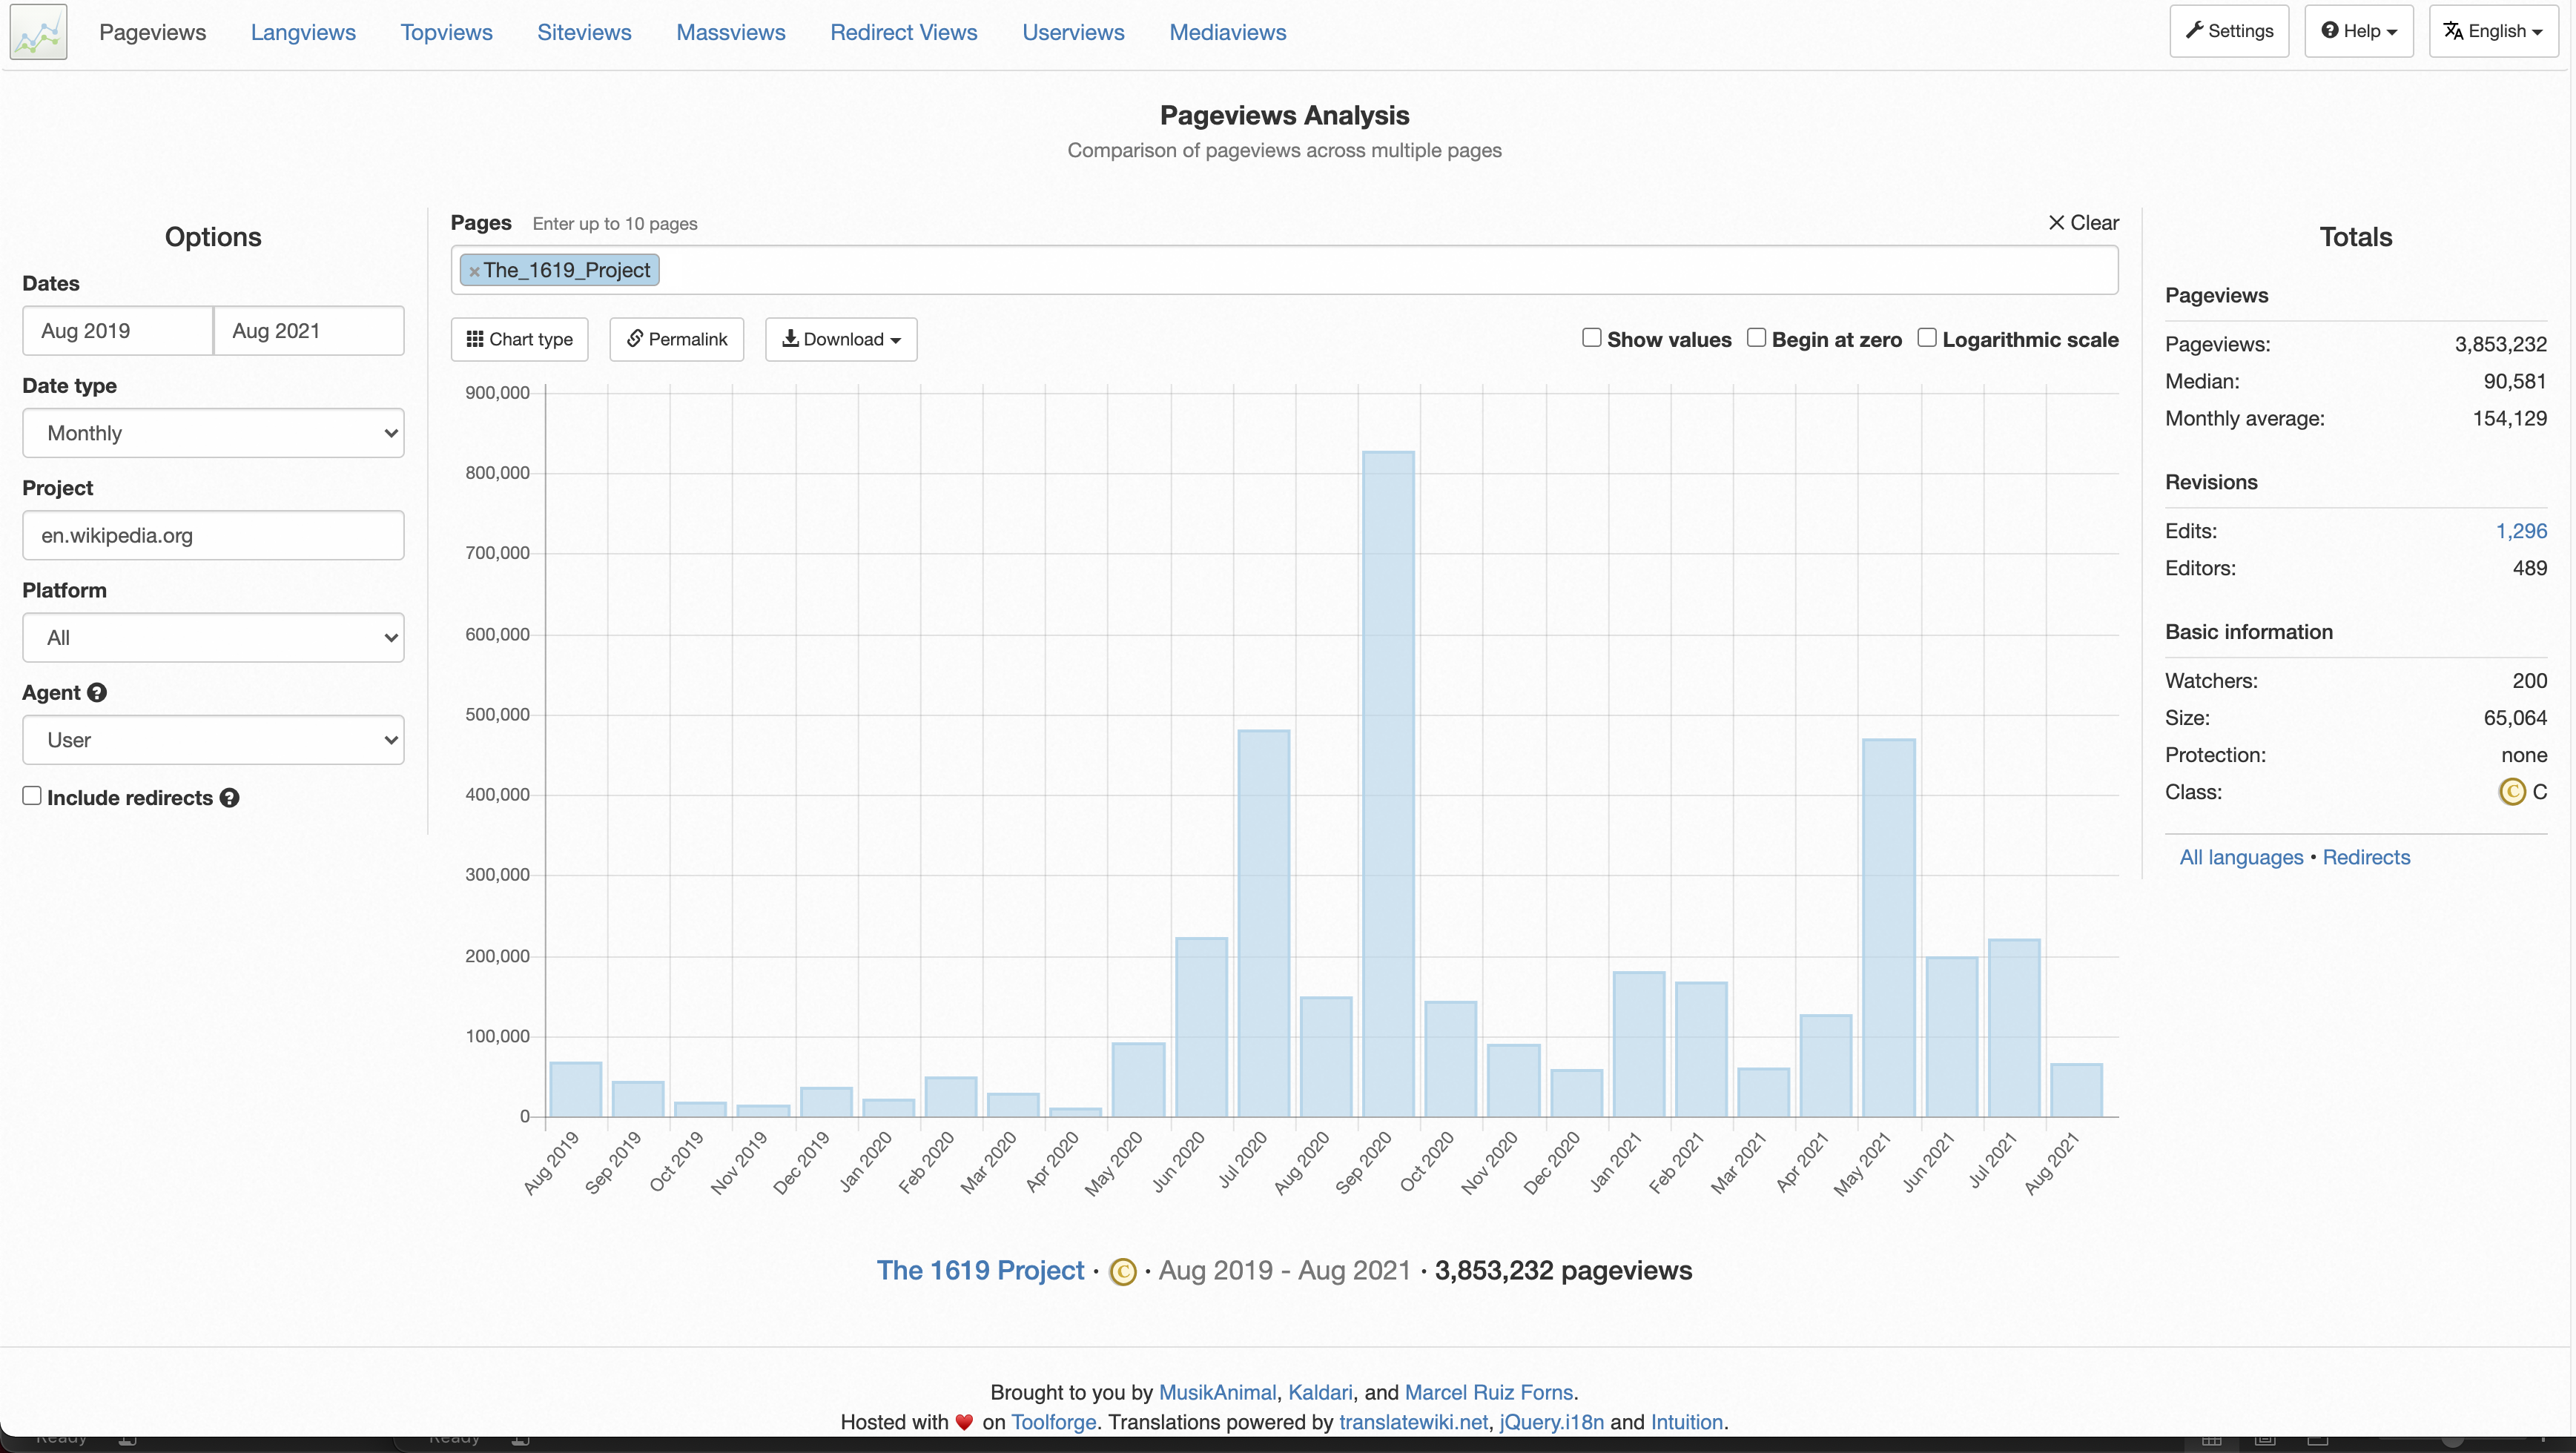 Pageviews Langviews Topviews Siteviews Massviews Redirect Views Userviews Mediaviews Settings Help English
Pageviews Analysis
Comparison of pageviews across multiple pages
Options
Dates
Aug 2019 Aug 2021
Date type
Monthly
Project
en.wikipedia.org
Platform
All
Agent
User
Include redirects
Pages Enter up to 10 pages Clear
×The_1619_Project
Chart type Permalink Download Show values Begin at zero Logarithmic scale
900,000
800,000
700,000
600,000
500,000
400,000
300,000
200,000
100,000
0
Aug 2019 Sep 2019 Oct 2019 Nov 2019 Dec 2019 Jan 2020 Feb 2020 Mar 2020 Apr 2020 May 2020 Jun 2020 Jul 2020 Aug 2020 Sep 2020 Oct 2020 Nov 2020 Dec 2020 Jan 2021 Feb 2021 Mar 2021 Apr 2021 May 2021 Jun 2021 Jul 2021 Aug 2021
Totals
Pageviews
Pageviews: 3,853,232
Median: 90,581
Monthly average: 154,129
Revisions
Edits: 1,296
Editors: 489
Basic information
Watchers: 200
Size: 65,064
Protection: none
Class: C C
All languages • Redirects
The 1619 Project · C · Aug 2019 - Aug 2021 · 3,853,232 pageviews
Brought to you by MusikAnimal, Kaldari, and Marcel Ruiz Forns.
Hosted with ♥ on Toolforge. Translations powered by translatewiki.net, jQuery.i18n and Intuition.
Ready Ready